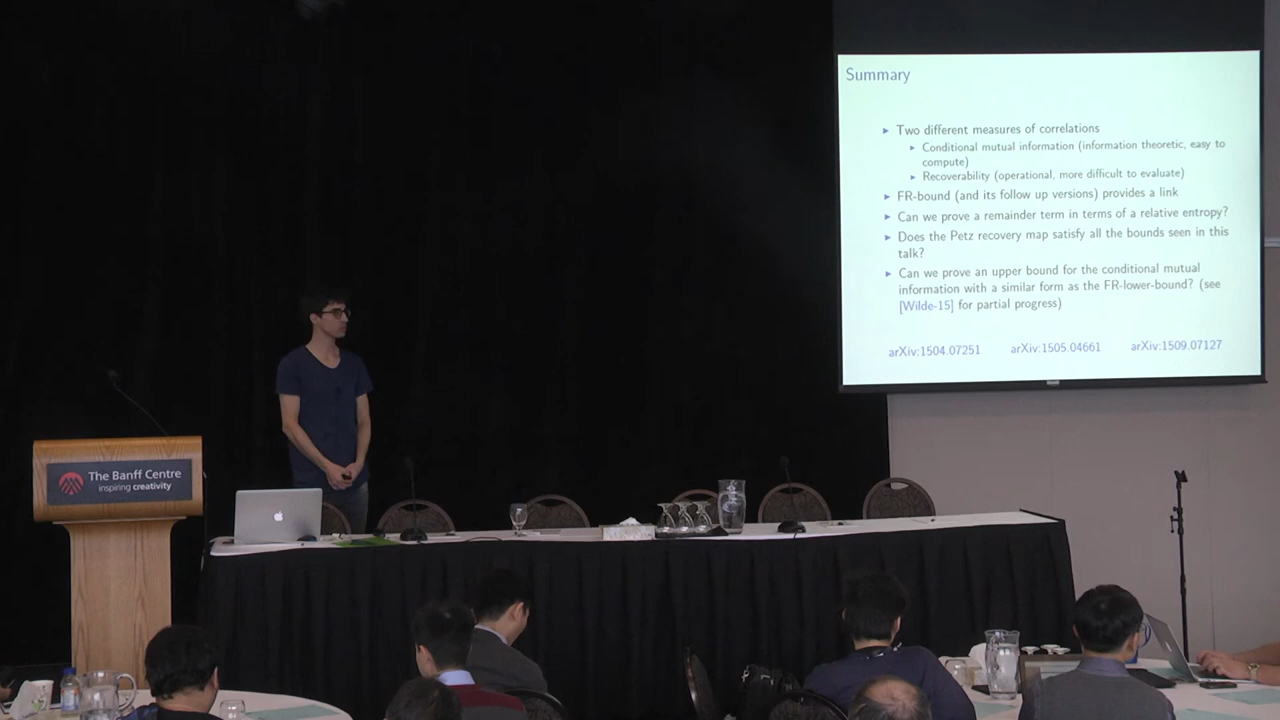 Summary
► Two different measures of correlations
► Conditional mutual information (information theoretic, easy to
compute)
► Recoverability (operational, more difficult to evaluate)
► FR-bound (and its follow up versions) provides a link
► Can we prove a remainder term in terms of a relative entropy?
► Does the Petz recovery map satisfy all the bounds seen in this
talk?
► Can we prove an upper bound for the conditional mutual
information with a similar form as the FR-lower-bound? (see
[Wilde-15] for partial progress)
arXiv:1504.07251 arXiv:1505.04661 arXiv:1509.07127
The Banff Centre
inspiring creativity